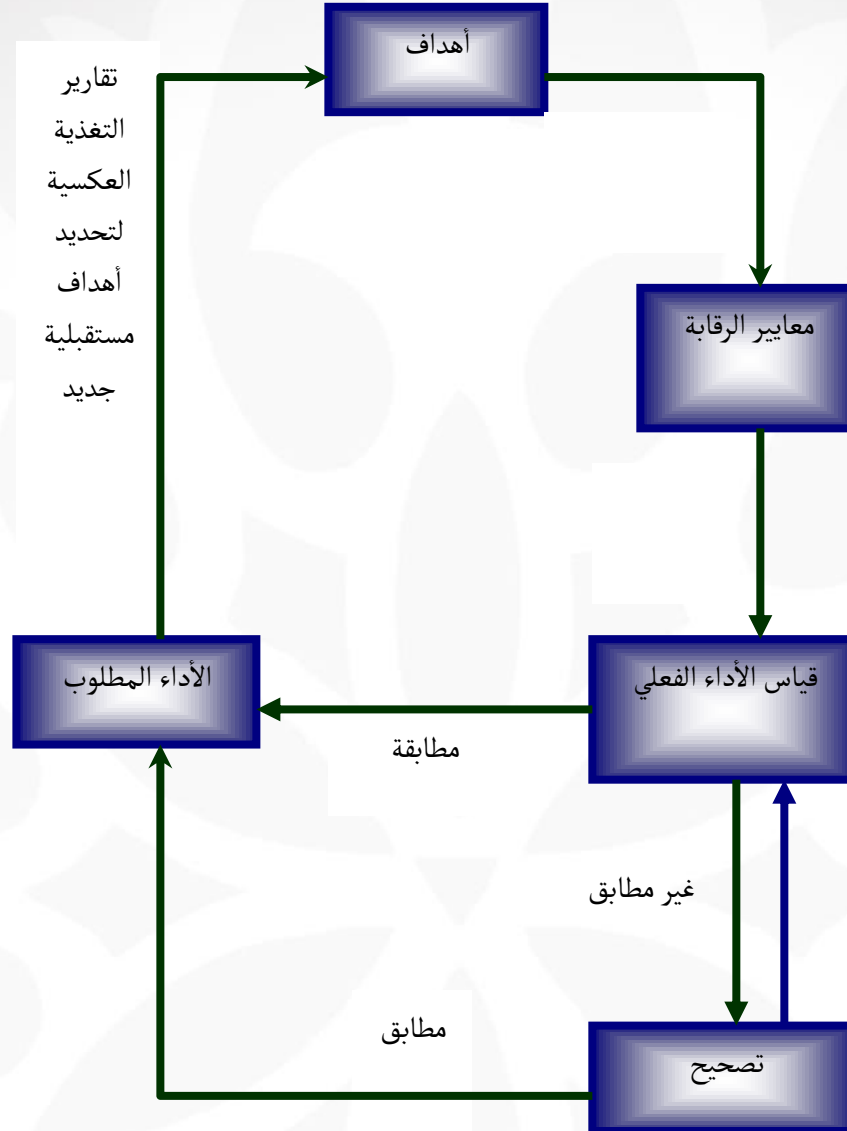 أهداف
تقارير
التغذية
العكسية
لتحديد
أهداف
مستقبلية
جديد
معايير الرقابة
قياس الأداء الفعلي
الأداء المطلوب
مطابقة
غير مطابق
مطابق
تصحيح